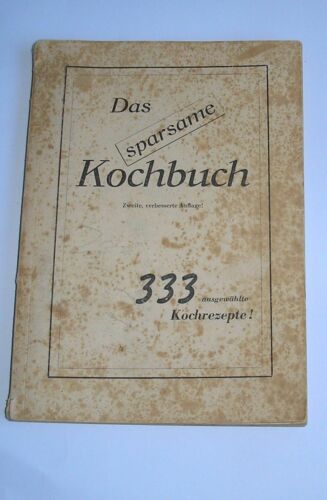 Das
sparsame
Kochbuch
Zweite, verbesserte Auflage!
333 ausgewählte
Kochrezepte!